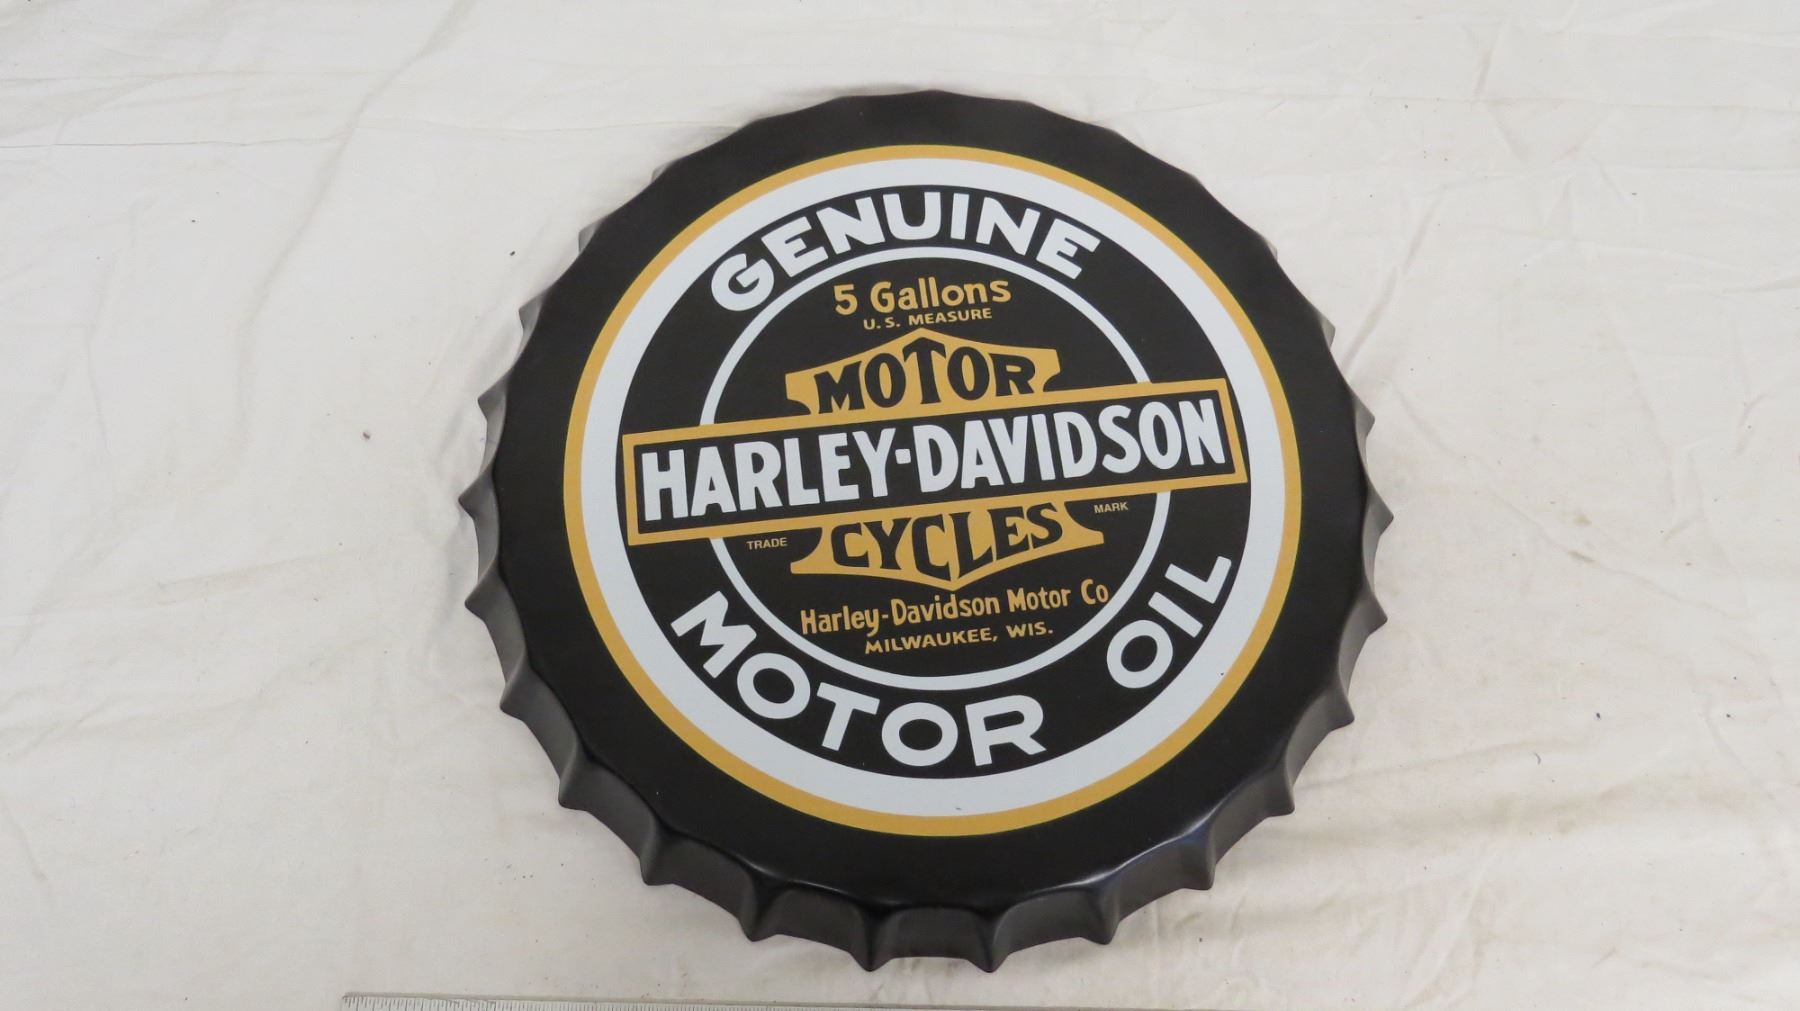 GENUINE
5 Gallons
U.S. MEASURE
MOTOR
HARLEY-DAVIDSON
TRADE MARK
CYCLES
Harley-Davidson Motor Co
MILWAUKEE, WIS.
MOTOR OIL